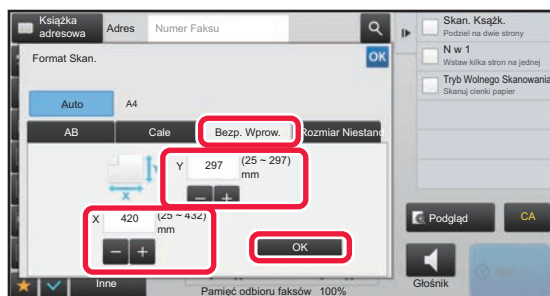 Książka
adresowa
Adres
Numer Faksu
Format Skan.
OK
Auto
A4
AB
Cale
Bezp. Wprow.
Rozmiar Niestand.
Y
297
(25 ~ 297)
mm
Y
X
X
420
(25 ~ 432)
mm
OK
Inne
Pamięć odbioru faksów 100%
Skan. Książk.
Podziel na dwie strony
N w 1
Wstaw kilka stron na jednej
Tryb Wolnego Skanowania
Skanuj cienki papier
Podgląd
CA
Głośnik
Start